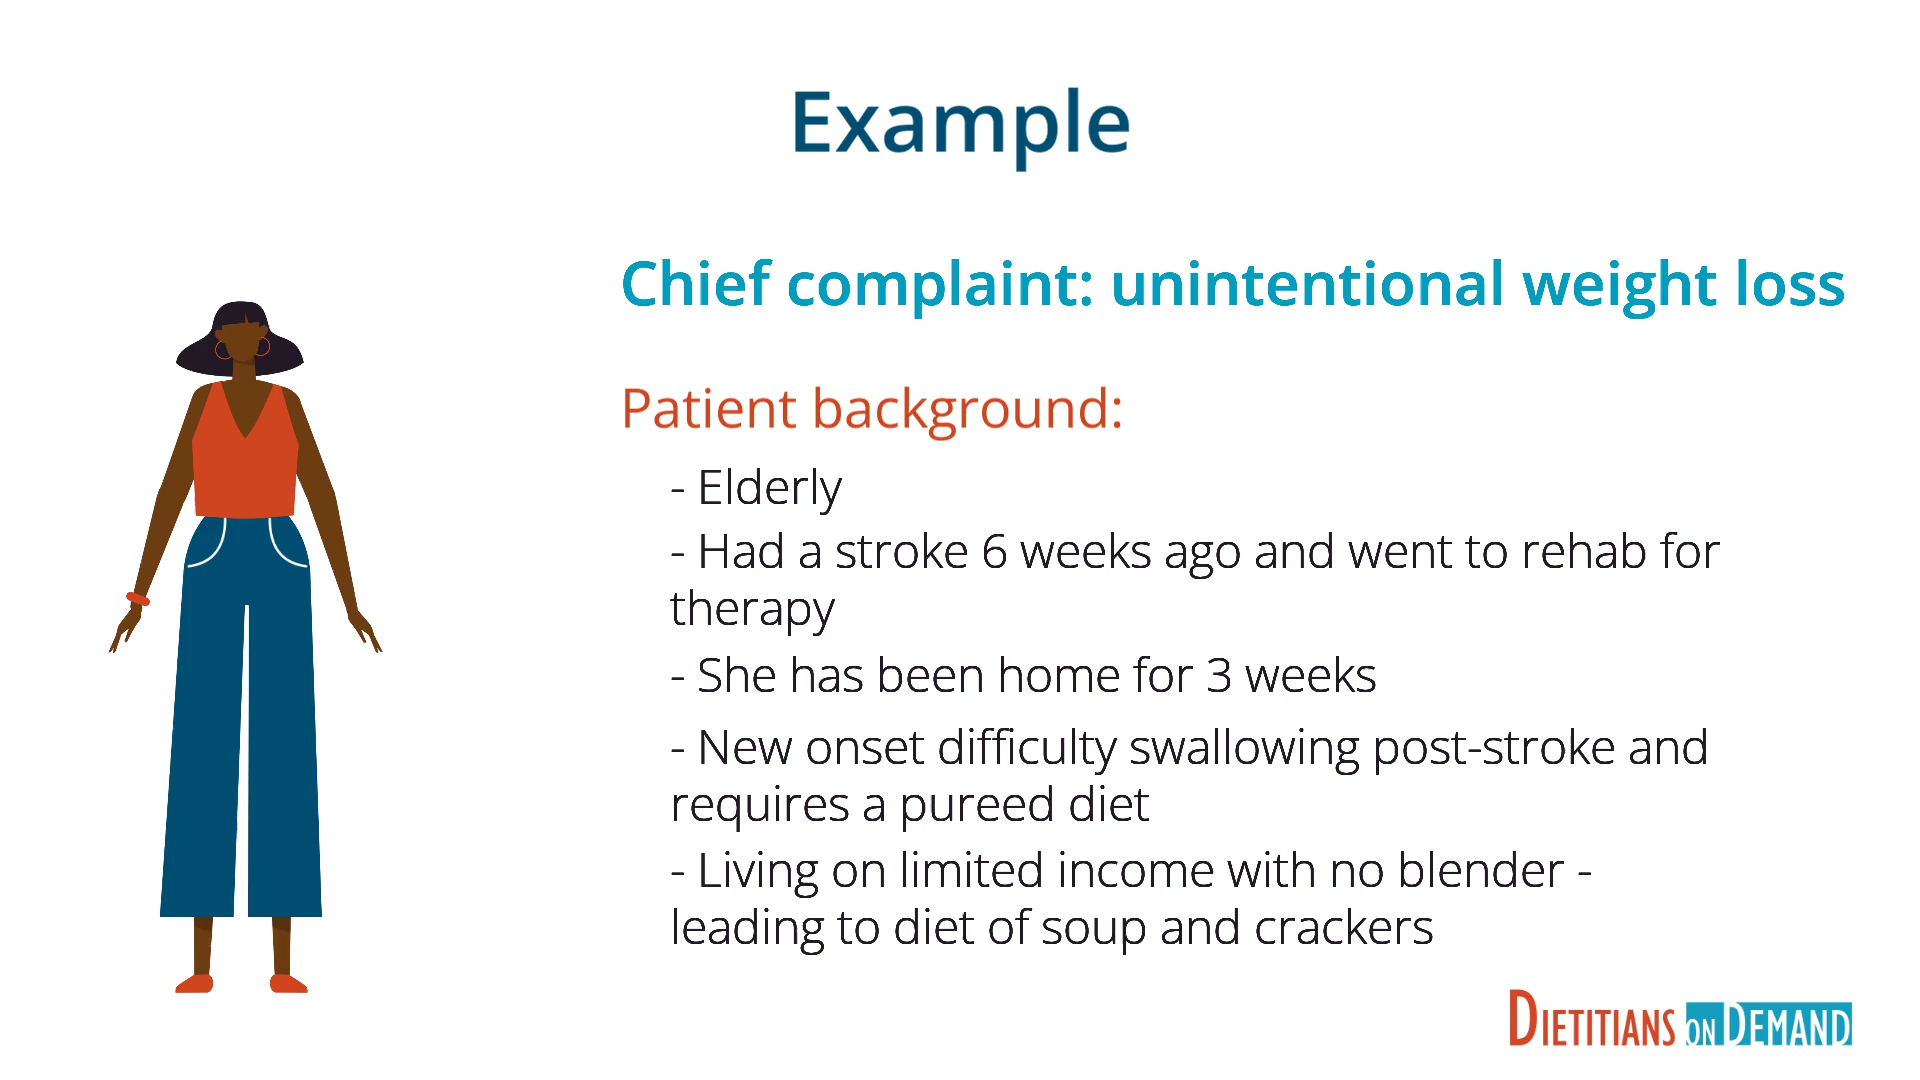 Example
Chief complaint: unintentional weight loss
Patient background:
- Elderly
- Had a stroke 6 weeks ago and went to rehab for
therapy
- She has been home for 3 weeks
- New onset difficulty swallowing post-stroke and
requires a pureed diet
- Living on limited income with no blender -
leading to diet of soup and crackers
DIETITIANS ON DEMAND